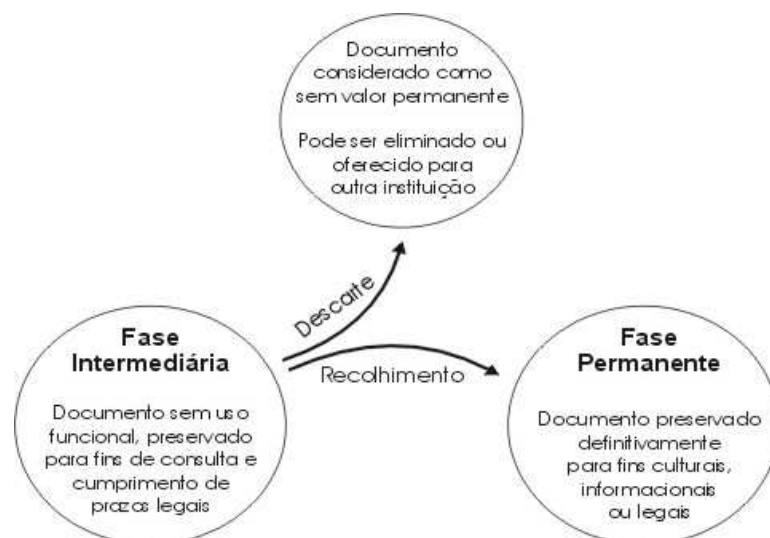 Documento
considerado como
sem valor permanente
Pode ser eliminado ou
oferecido para
outra instituição
Descarte
Recolhimento
Fase
Intermediária
Documento sem uso
funcional, preservado
para fins de consulta e
cumprimento de
prazos legais
Fase
Permanente
Documento preservado
definitivamente
para fins culturais,
informacionais
ou legais